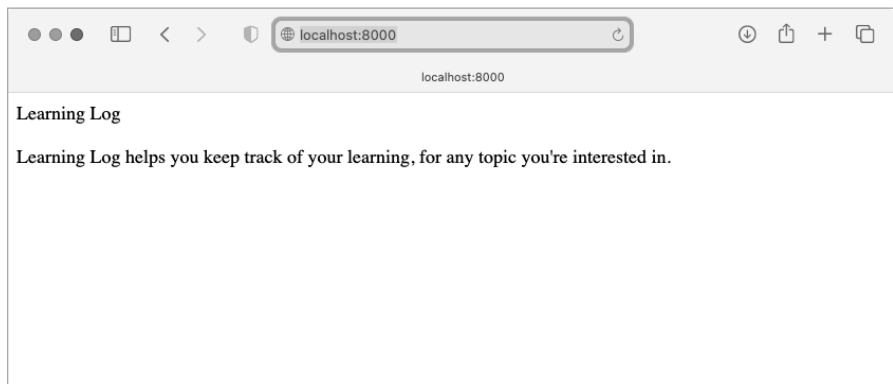 localhost:8000
localhost:8000
Learning Log
Learning Log helps you keep track of your learning, for any topic you're interested in.